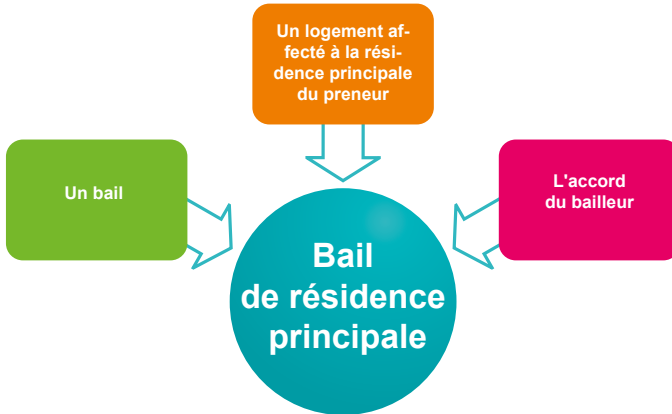 Un logement af-
fecté à la rési-
dence principale
du preneur
Un bail
L'accord
du bailleur
Bail
de résidence
principale